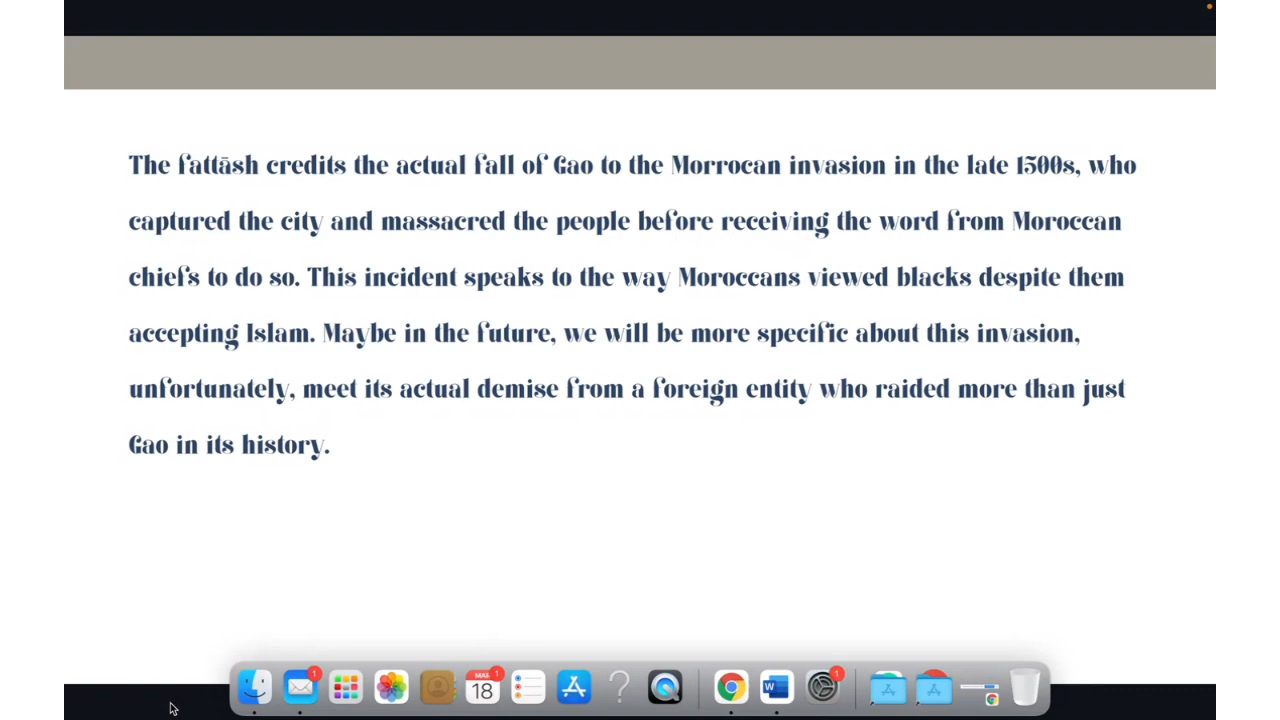 The fattāsh credits the actual fall of Gao to the Morrocan invasion in the late 1500s, who
captured the city and massacred the people before receiving the word from Moroccan
chiefs to do so. This incident speaks to the way Moroccans viewed blacks despite them
accepting Islam. Maybe in the future, we will be more specific about this invasion,
unfortunately, meet its actual demise from a foreign entity who raided more than just
Gao in its history.
1
MAR
1
18
W
1